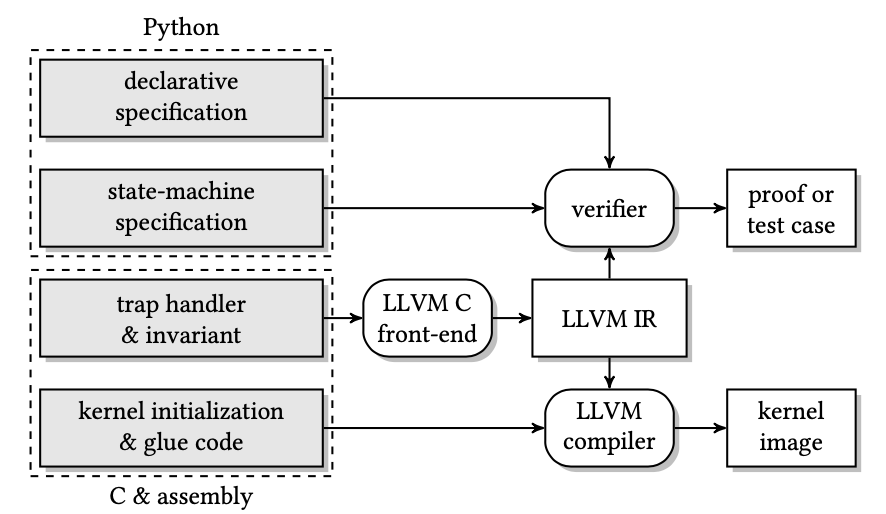 Python
declarative
specification
state-machine
specification
verifier
proof or
test case
trap handler
& invariant
LLVM C
front-end
LLVM IR
kernel initialization
& glue code
LLVM
compiler
kernel
image
C & assembly